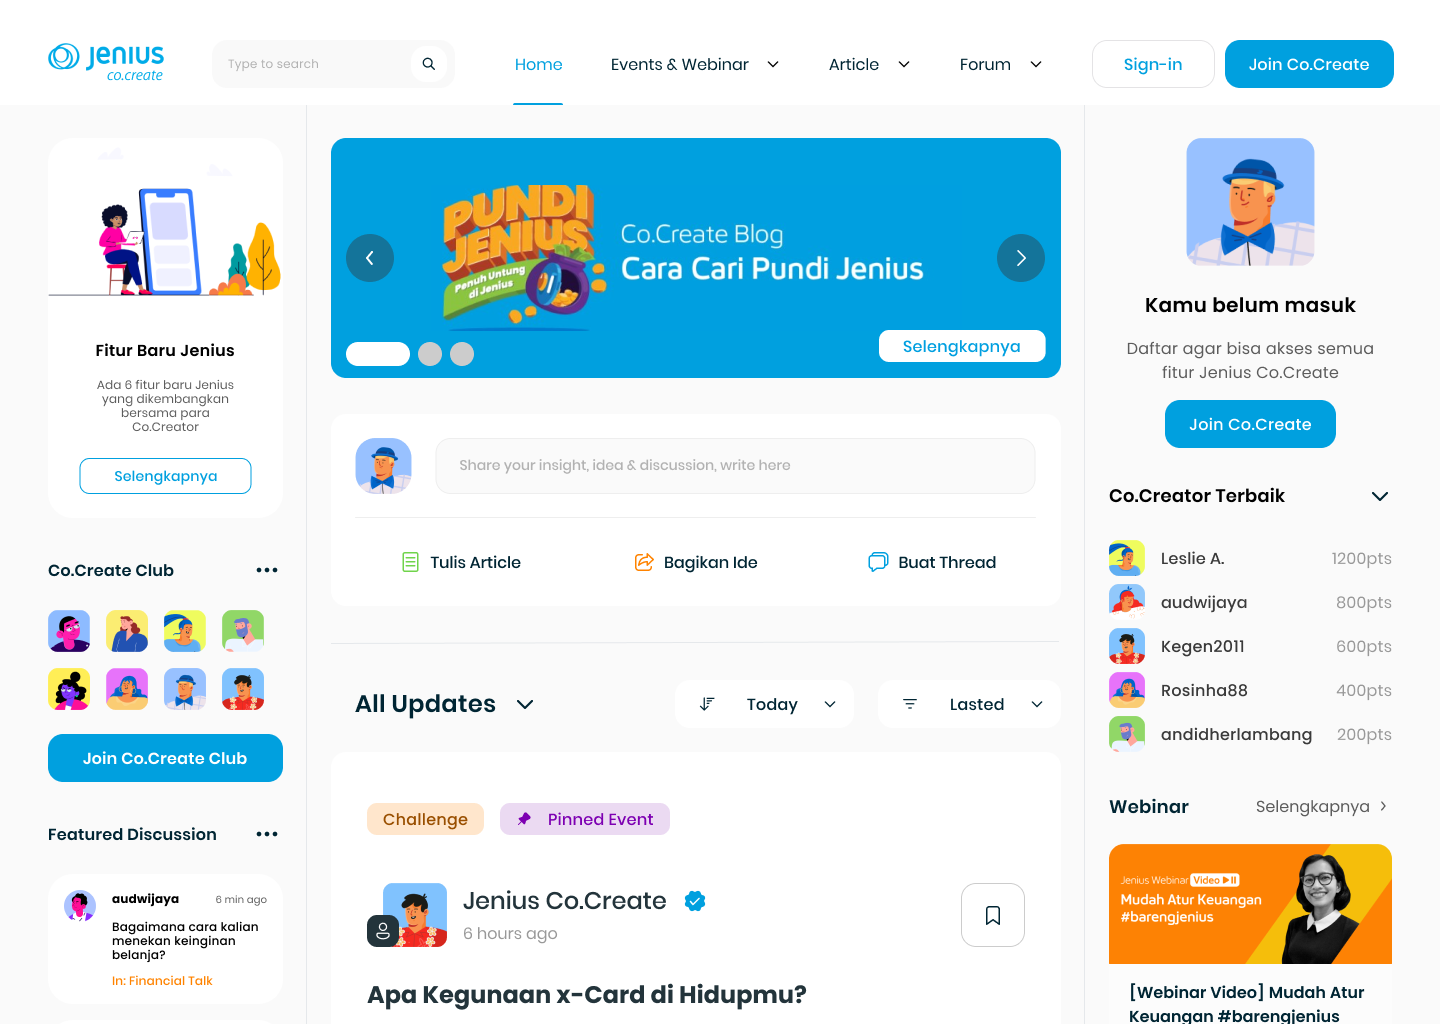 Jenius
co.create
Type to search
Home
Events & Webinar
Article
Forum
Sign-in
Join Co.Create
Fitur Baru Jenius
Ada 6 fitur baru Jenius
yang dikembangkan
bersama para
Co.Creator
Selengkapnya
Co.Create Club
Join Co.Create Club
Featured Discussion
audwijaya
6 min ago
Bagaimana cara kalian
menekan keinginan
belanja?
In: Financial Talk
PUNDI
JENIUS
Penuh Untung
di Jenius
Co.Create Blog
Cara Cari Pundi Jenius
Selengkapnya
Share your insight, idea & discussion, write here
Tulis Article
Bagikan Ide
Buat Thread
All Updates
Today
Lasted
Challenge
Pinned Event
Jenius Co.Create
6 hours ago
Apa Kegunaan x-Card di Hidupmu?
Kamu belum masuk
Daftar agar bisa akses semua
fitur Jenius Co.Create
Join Co.Create
Co.Creator Terbaik
Leslie A. 1200pts
audwijaya 800pts
Kegen2011 600pts
Rosinha88 400pts
andidherlambang 200pts
Webinar
Selengkapnya
Jenius Webinar Video
Mudah Atur Keuangan
#barengjenius
[Webinar Video] Mudah Atur
Keuangan #barengjenius